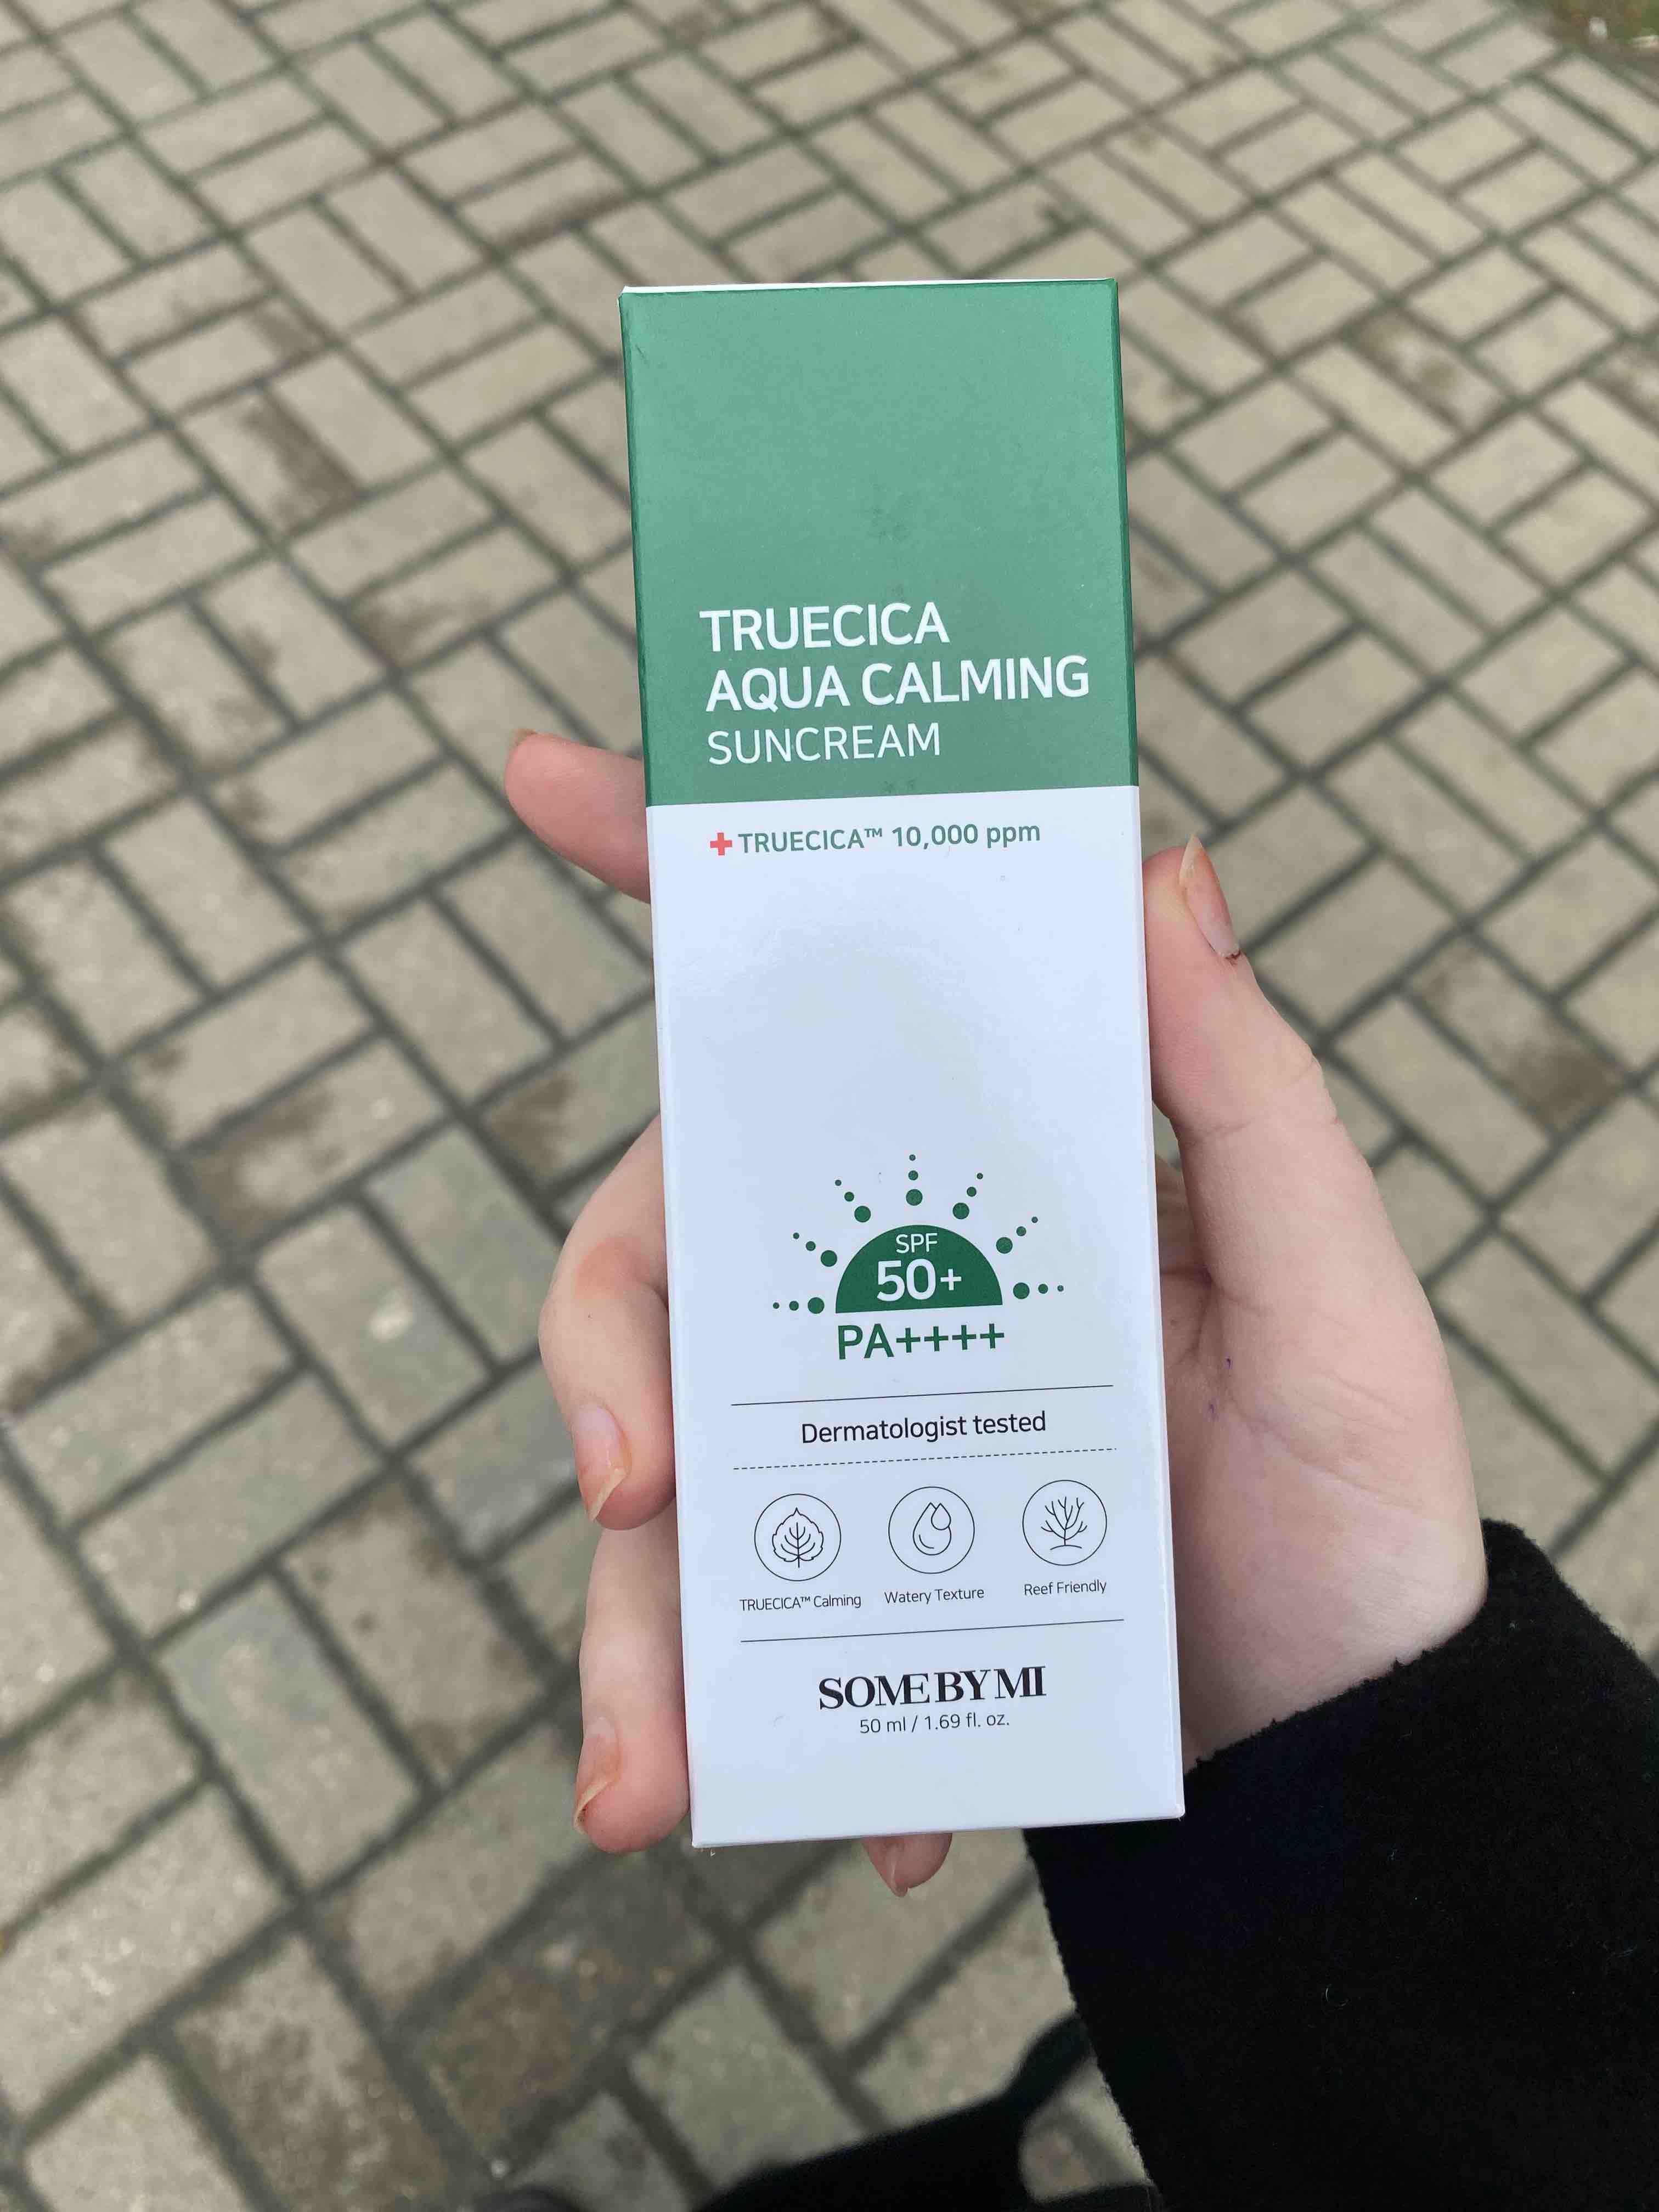 TRUECICA
AQUA CALMING
SUNCREAM
TRUECICA™ 10,000 ppm
SPF
50+
PA++++
Dermatologist tested
TRUECICA™ Calming
Watery Texture
Reef Friendly
SOME BY MI
50 ml / 1.69 fl. oz.